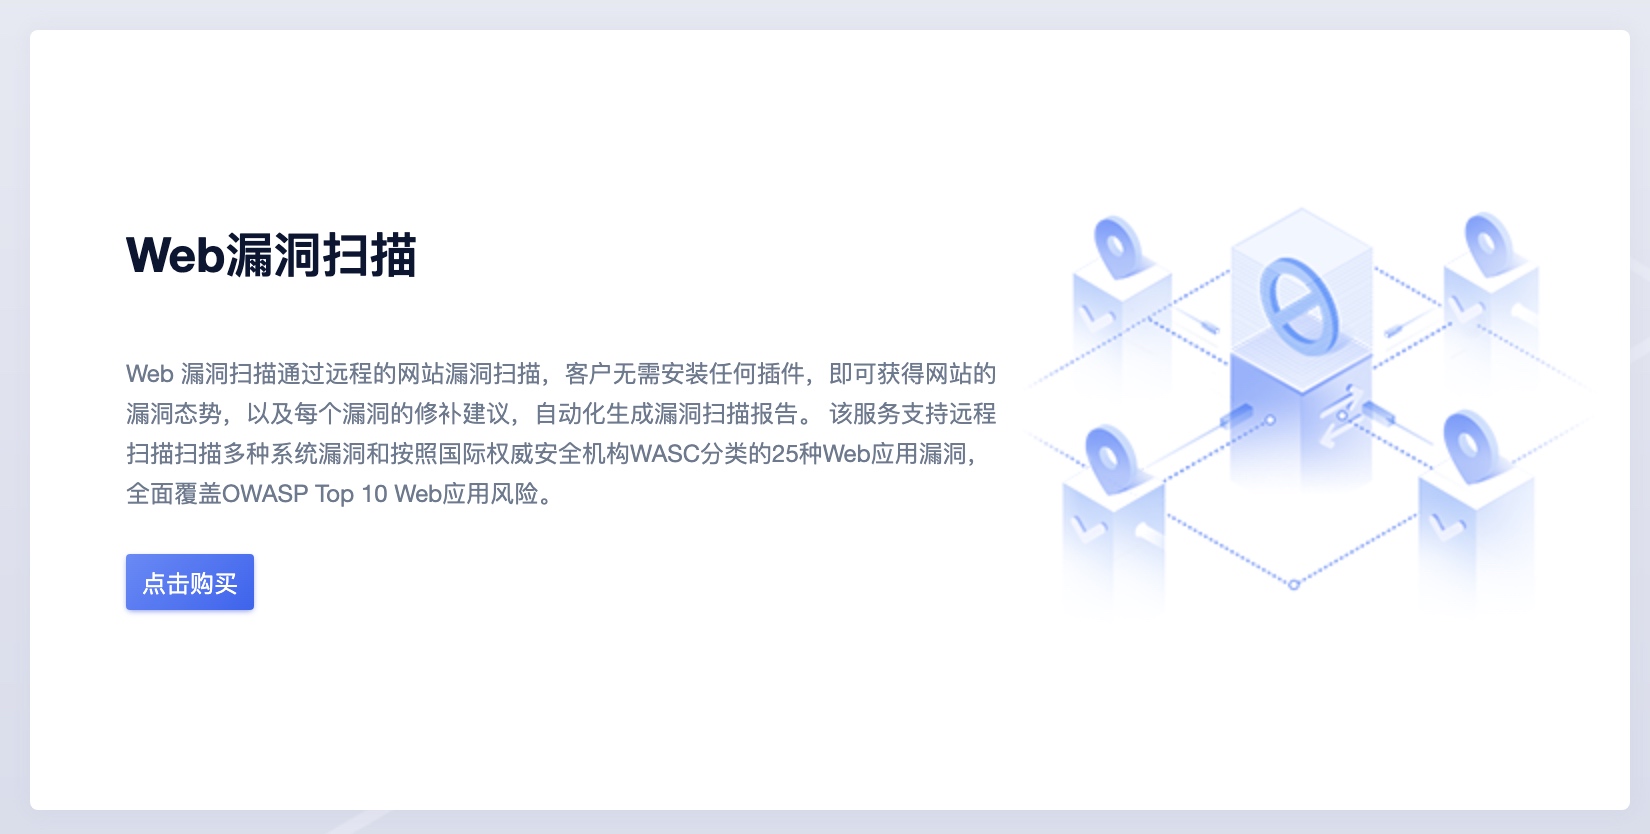 Web漏洞扫描
Web 漏洞扫描通过远程的网站漏洞扫描，客户无需安装任何插件，即可获得网站的
漏洞态势，以及每个漏洞的修补建议，自动化生成漏洞扫描报告。 该服务支持远程
扫描扫描多种系统漏洞和按照国际权威安全机构WASC分类的25种Web应用漏洞，
全面覆盖OWASP Top 10 Web应用风险。
点击购买